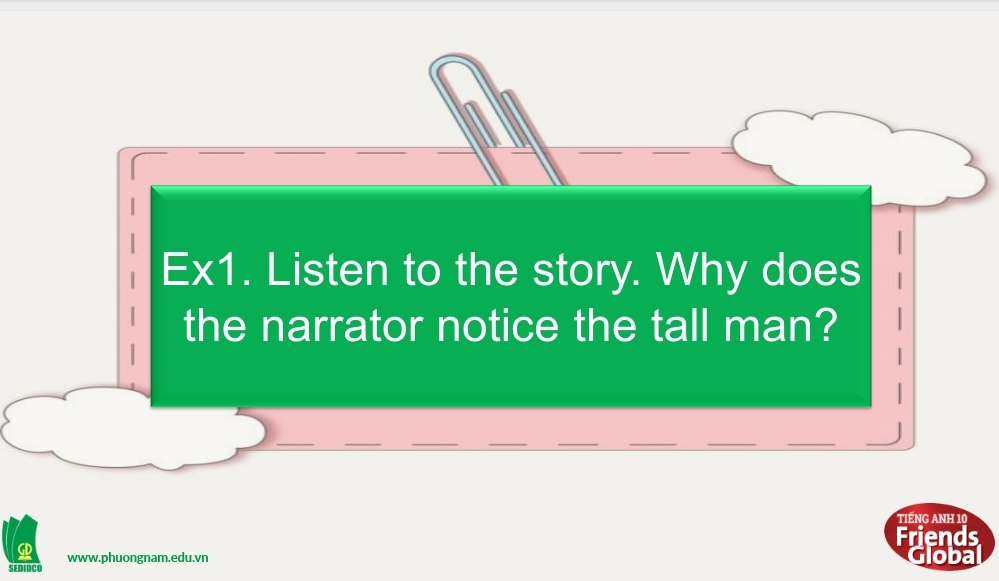 Ex1. Listen to the story. Why does
the narrator notice the tall man?
GD
SEDIDCO
www.phuongnam.edu.vn
TIẾNG ANH 10
Friends
Global